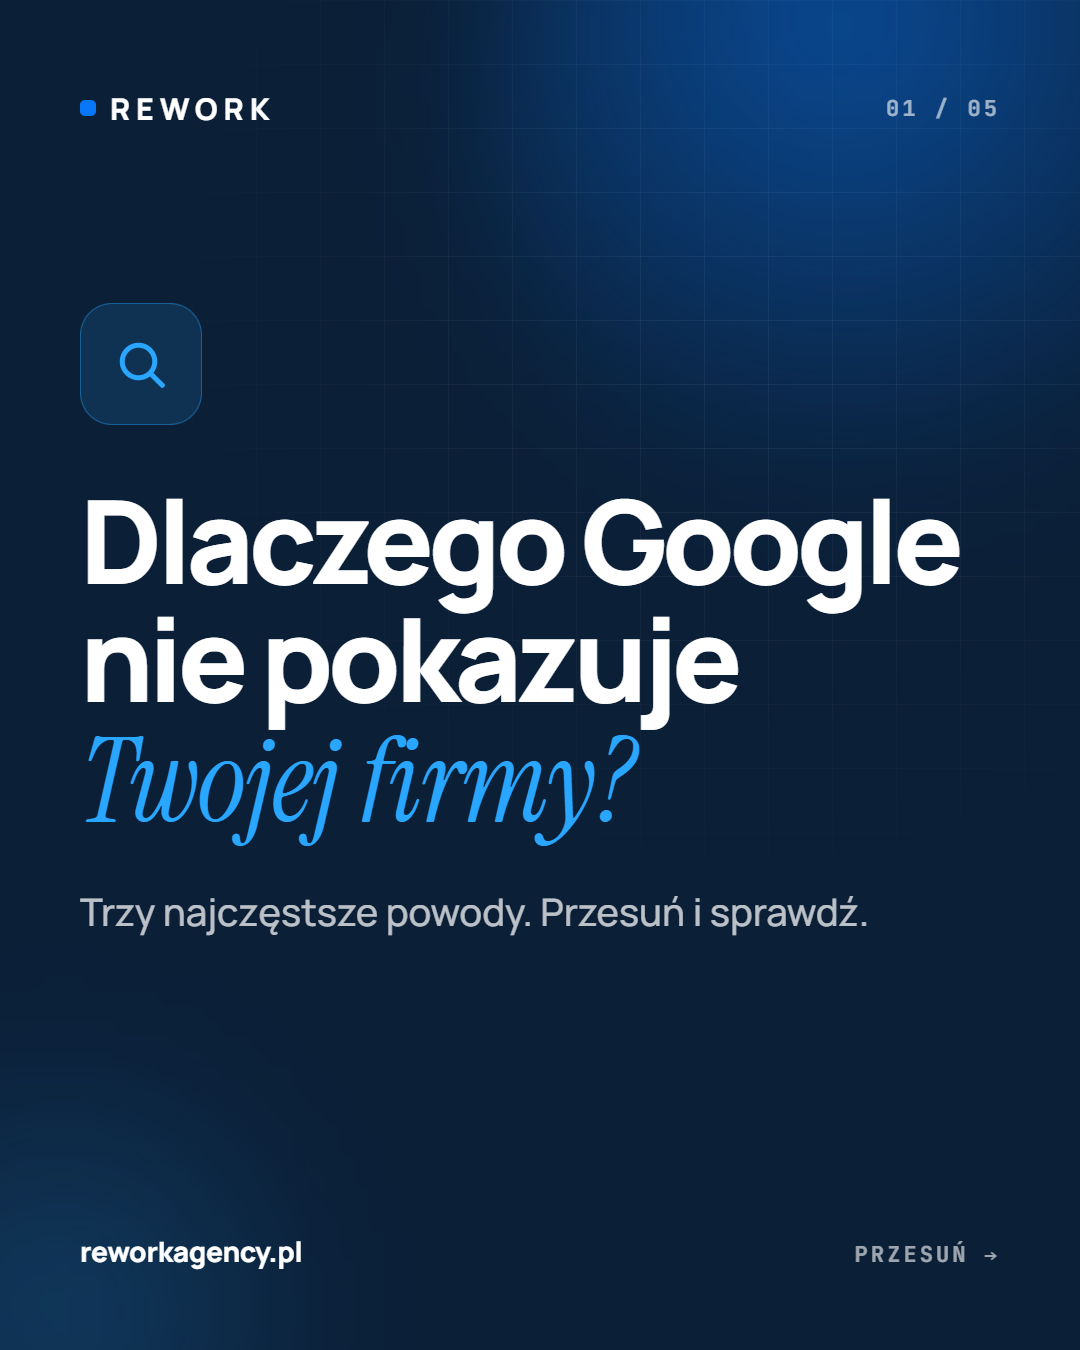 REWORK
01 / 05
Dlaczego Google
nie pokazuje
Twojej firmy?
Trzy najczęstsze powody. Przesuń i sprawdź.
reworkagency.pl
PRZESUŃ →